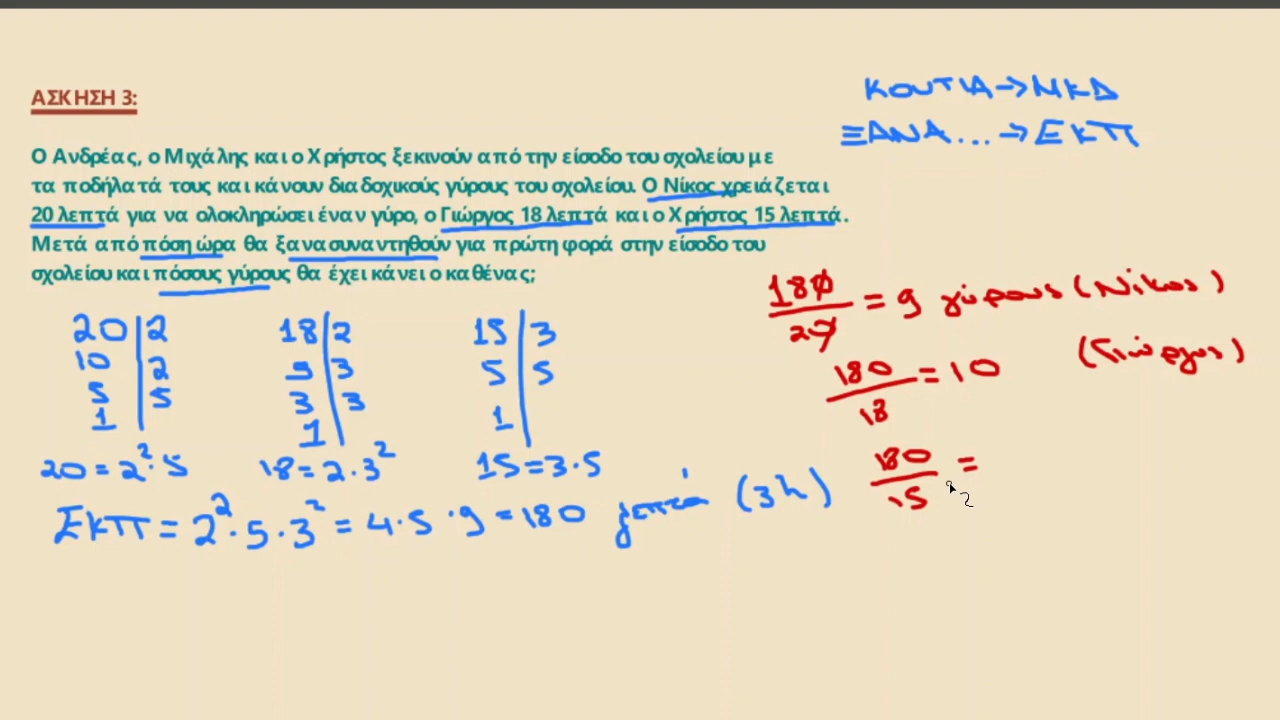 ΚΟΥΤΙΑ → ΜΚΔ
ΞΑΝΑ... → ΕΚΠ
ΑΣΚΗΣΗ 3:
Ο Ανδρέας, ο Μιχάλης και ο Χρήστος ξεκινούν από την είσοδο του σχολείου με
τα ποδήλατά τους και κάνουν διαδοχικούς γύρους του σχολείου. Ο Νίκος χρειάζεται
20 λεπτά για να ολοκληρώσει έναν γύρο, ο Γιώργος 18 λεπτά και ο Χρήστος 15 λεπτά.
Μετά από πόση ώρα θα ξανασυναντηθούν για πρώτη φορά στην είσοδο του
σχολείου και πόσους γύρους θα έχει κάνει ο καθένας;
20 | 2
10 | 2
5 | 5
1 |
20 = 2²·5
18 | 2
9 | 3
3 | 3
1 |
18 = 2·3²
15 | 3
5 | 5
1 |
15 = 3·5
ΕΚΠ = 2²·5·3² = 4·5·9 = 180 λεπτά (3h)
180/20 = 9 γύρους (Νίκος)
180/18 = 10 (Γιώργος)
180/15 =